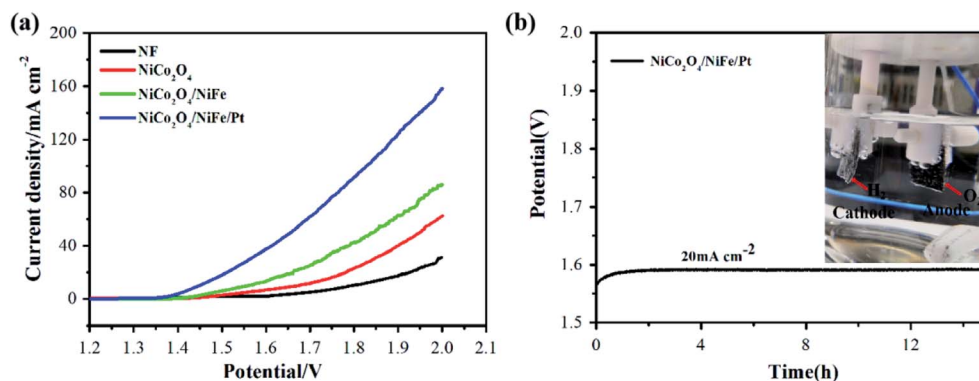 (a)
200
160
120
80
40
0
Current density/mA cm⁻²
NF
NiCo₂O₄
NiCo₂O₄/NiFe
NiCo₂O₄/NiFe/Pt
1.2 1.3 1.4 1.5 1.6 1.7 1.8 1.9 2.0 2.1
Potential/V
(b)
2.0
1.9
1.8
1.7
1.6
1.5
Potential(V)
NiCo₂O₄/NiFe/Pt
H₂
Cathode
Anode
20mA cm⁻²
0 4 8 12
Time(h)